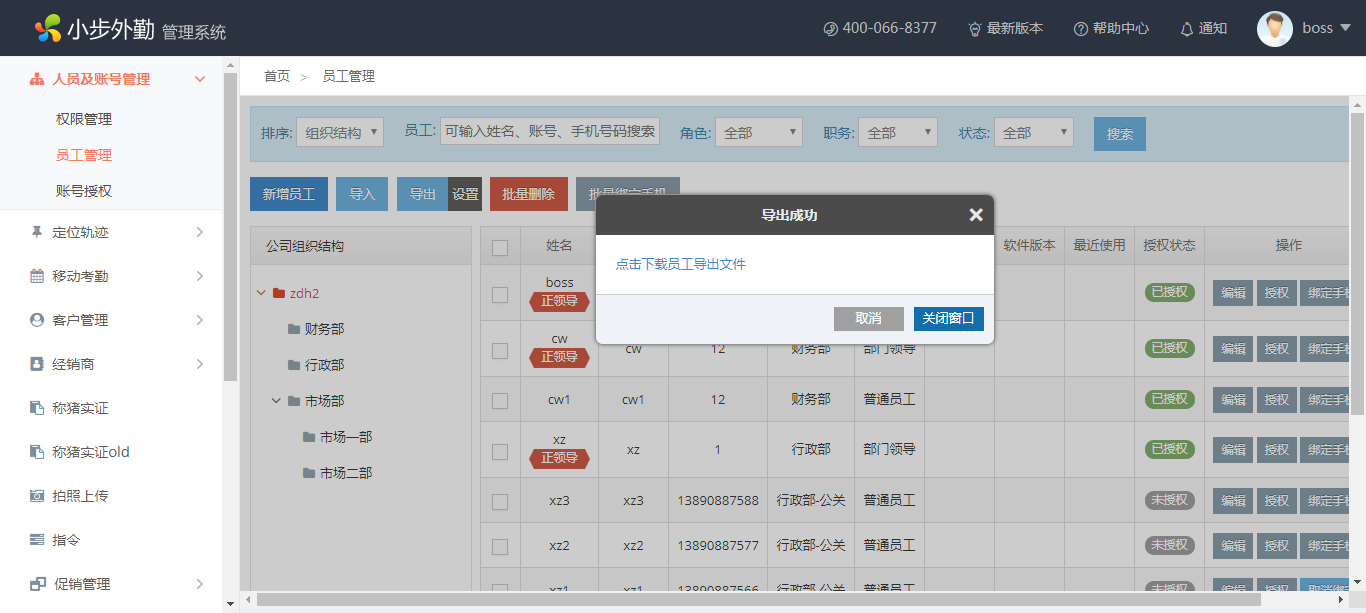 小步外勤 管理系统
400-066-8377 最新版本 帮助中心 通知 boss
人员及账号管理
权限管理
员工管理
账号授权
定位轨迹
移动考勤
客户管理
经销商
称猪实证
称猪实证old
拍照上传
指令
促销管理
首页 > 员工管理
排序: 组织结构 员工: 可输入姓名、账号、手机号码搜索 角色: 全部 职务: 全部 状态: 全部 搜索
新增员工 导入 导出 设置 批量删除 批量绑定手机
公司组织结构
zdh2
财务部
行政部
市场部
市场一部
市场二部
导出成功
点击下载员工导出文件
取消 关闭窗口
姓名 软件版本 最近使用 授权状态 操作
boss 正领导 已授权 编辑 授权 绑定手机
cw 正领导 cw 12 财务部 部门领导 已授权 编辑 授权 绑定手机
cw1 cw1 12 财务部 普通员工 已授权 编辑 授权 绑定手机
xz 正领导 xz 1 行政部 部门领导 已授权 编辑 授权 绑定手机
xz3 xz3 13890887588 行政部-公关 普通员工 未授权 编辑 授权 绑定手机
xz2 xz2 13890887577 行政部-公关 普通员工 未授权 编辑 授权 绑定手机
xz1 xz1 13890887566 行政部-公关 普通员工 未授权 编辑 授权 取消绑定